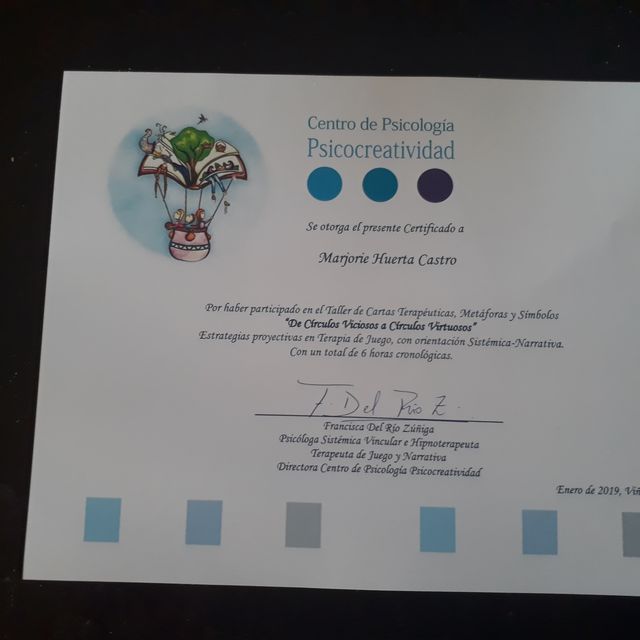 Centro de Psicología
Psicocreatividad
Se otorga el presente Certificado a
Marjorie Huerta Castro
Por haber participado en el Taller de Cartas Terapéuticas, Metáforas y Símbolos
"De Círculos Viciosos a Círculos Virtuosos"
Estrategias proyectivas en Terapia de Juego, con orientación Sistémica-Narrativa.
Con un total de 6 horas cronológicas.
F. Del Río Z.
Francisca Del Río Zúñiga
Psicóloga Sistémica Vincular e Hipnoterapeuta
Terapeuta de Juego y Narrativa
Directora Centro de Psicología Psicocreatividad
Enero de 2019, Viñ